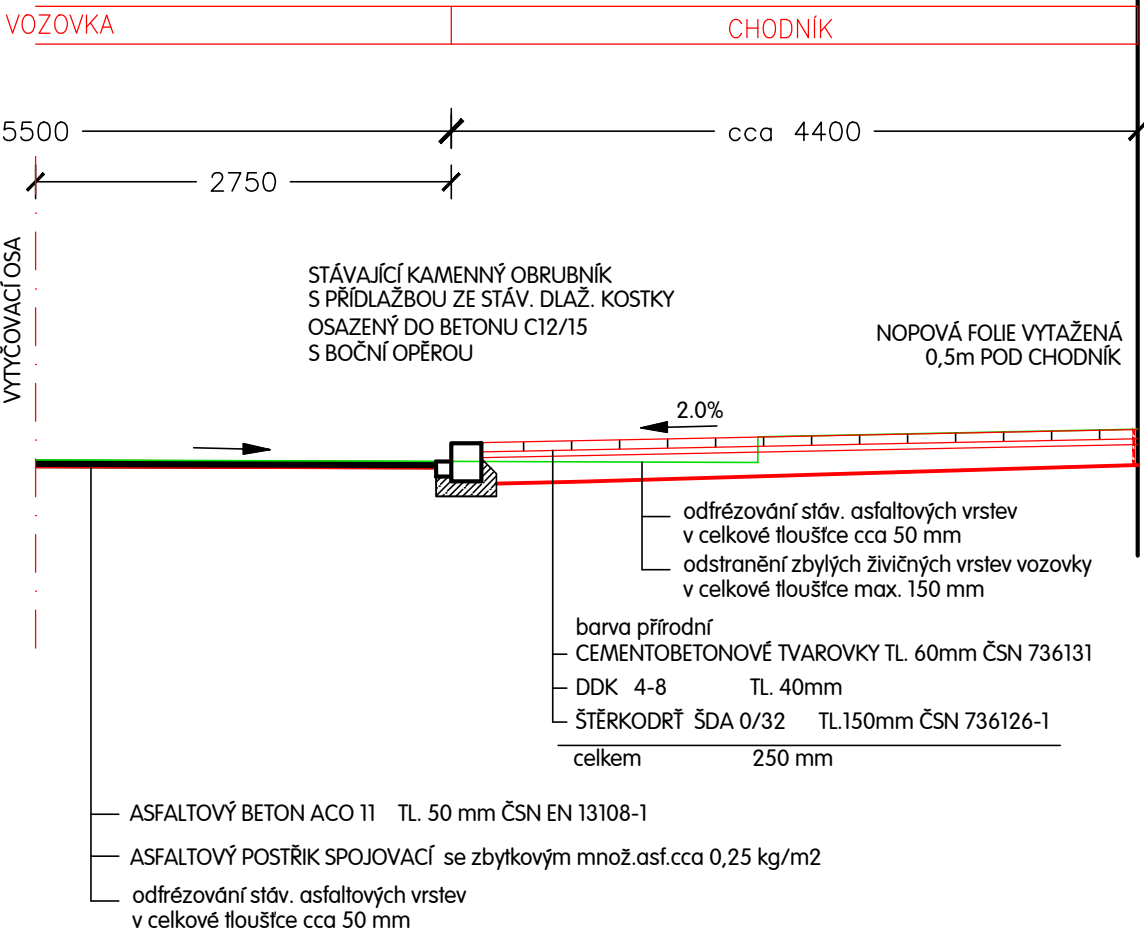 VOZOVKA
CHODNÍK
5500
cca 4400
2750
VYTYČOVACÍ OSA
STÁVAJÍCÍ KAMENNÝ OBRUBNÍK
S PŘÍDLAŽBOU ZE STÁV. DLAŽ. KOSTKY
OSAZENÝ DO BETONU C12/15
S BOČNÍ OPĚROU
NOPOVÁ FOLIE VYTAŽENÁ
0,5m POD CHODNÍK
2.0%
odfrézování stáv. asfaltových vrstev
v celkové tloušťce cca 50 mm
odstranění zbylých živičných vrstev vozovky
v celkové tloušťce max. 150 mm
barva přírodní
CEMENTOBETONOVÉ TVAROVKY TL. 60mm ČSN 736131
DDK 4-8 TL. 40mm
ŠTĚRKODRŤ ŠDA 0/32 TL.150mm ČSN 736126-1
celkem 250 mm
ASFALTOVÝ BETON ACO 11 TL. 50 mm ČSN EN 13108-1
ASFALTOVÝ POSTŘIK SPOJOVACÍ se zbytkovým množ.asf.cca 0,25 kg/m2
odfrézování stáv. asfaltových vrstev
v celkové tloušťce cca 50 mm